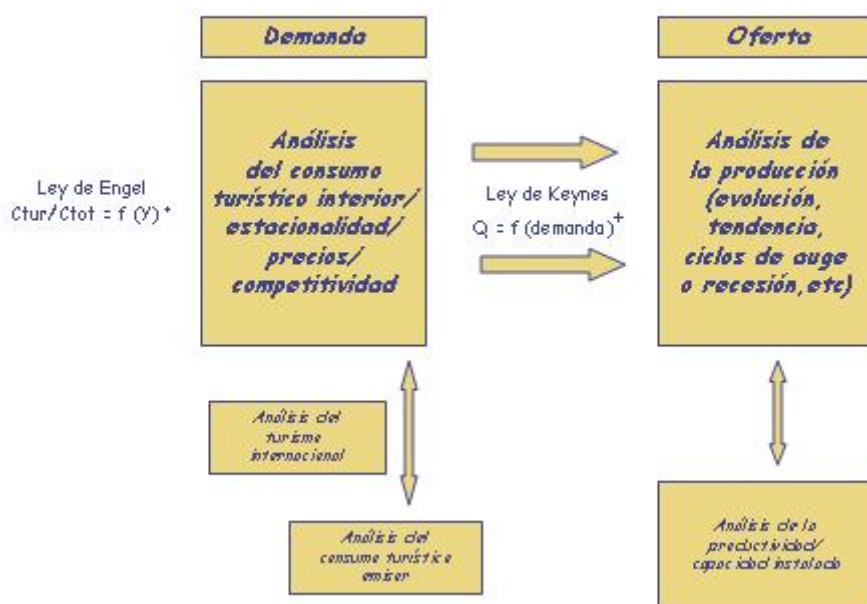 Demanda
Oferta
Ley de Engel
Ctur/Ctot = f (Y) +
Análisis
del consumo
turístico interior/
estacionalidad/
precios/
competitividad
Ley de Keynes
Q = f (demanda) +
Análisis de
la producción
(evolución,
tendencia,
ciclos de auge
o recesión, etc)
Análisis del
turismo
internacional
Análisis del
consumo turístico
emisor
Análisis de la
productividad/
capacidad instalada